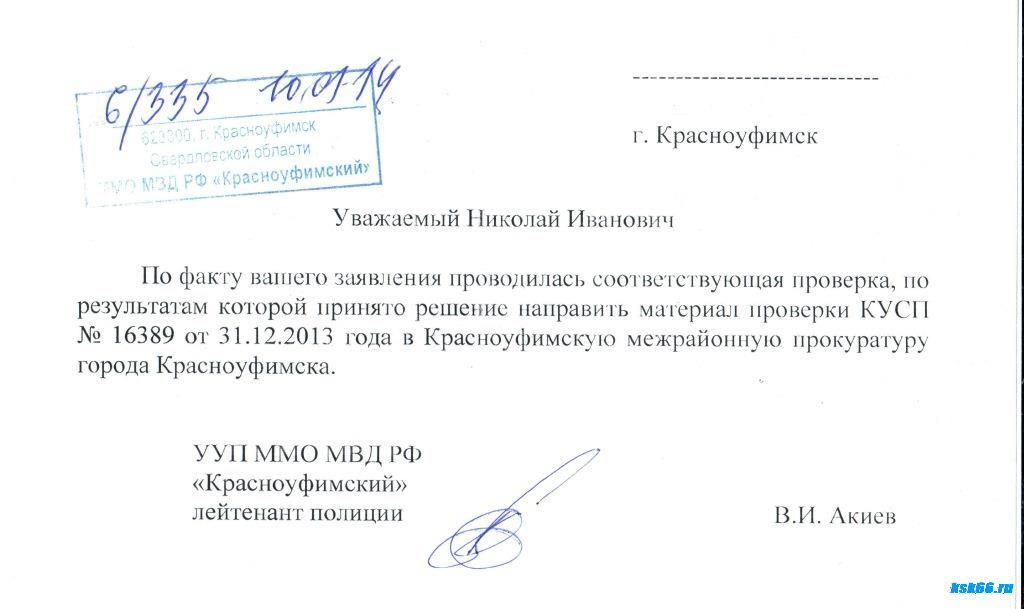 6/335 10.01.14
623300, г. Красноуфимск
Свердловской области
ММО МВД РФ «Красноуфимский»
г. Красноуфимск
Уважаемый Николай Иванович
По факту вашего заявления проводилась соответствующая проверка, по
результатам которой принято решение направить материал проверки КУСП
№ 16389 от 31.12.2013 года в Красноуфимскую межрайонную прокуратуру
города Красноуфимска.
УУП ММО МВД РФ
«Красноуфимский»
лейтенант полиции
В.И. Акиев
ksk66.ru